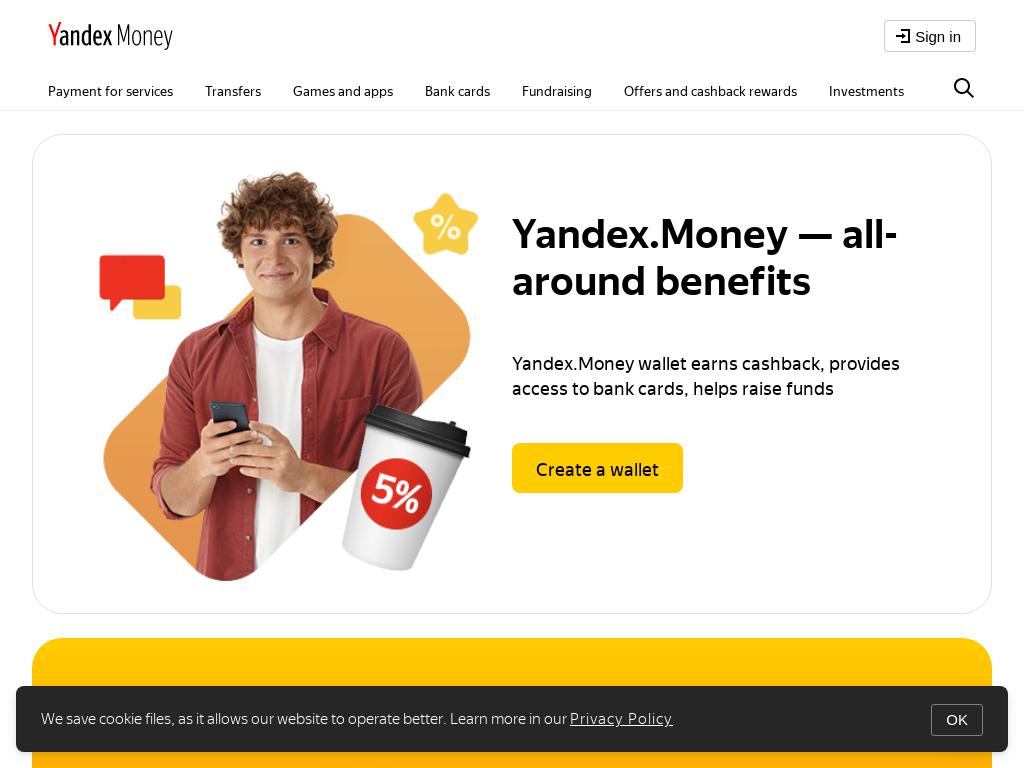 Yandex Money
Sign in
Payment for services
Transfers
Games and apps
Bank cards
Fundraising
Offers and cashback rewards
Investments
%
5%
Yandex.Money — all-
around benefits
Yandex.Money wallet earns cashback, provides
access to bank cards, helps raise funds
Create a wallet
We save cookie files, as it allows our website to operate better. Learn more in our Privacy Policy
OK